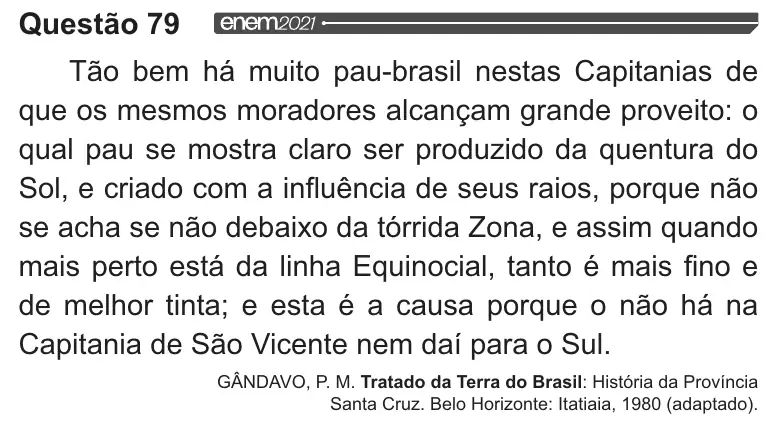 Questão 79 enem2021
Tão bem há muito pau-brasil nestas Capitanias de
que os mesmos moradores alcançam grande proveito: o
qual pau se mostra claro ser produzido da quentura do
Sol, e criado com a influência de seus raios, porque não
se acha se não debaixo da tórrida Zona, e assim quando
mais perto está da linha Equinocial, tanto é mais fino e
de melhor tinta; e esta é a causa porque o não há na
Capitania de São Vicente nem daí para o Sul.
GÂNDAVO, P. M. Tratado da Terra do Brasil: História da Província
Santa Cruz. Belo Horizonte: Itatiaia, 1980 (adaptado).